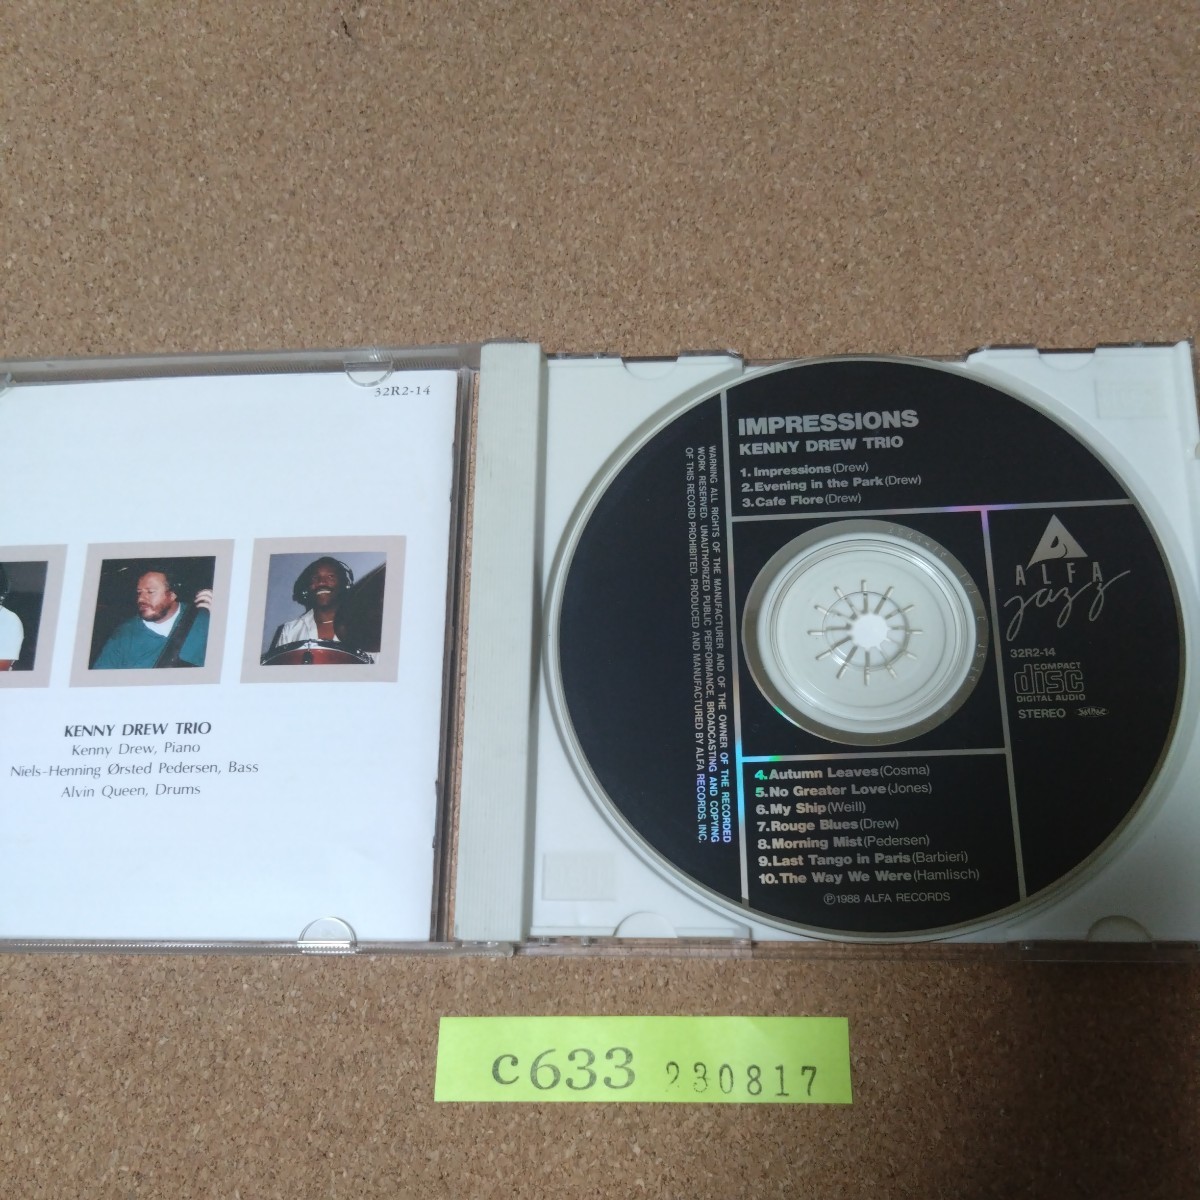 32R2-14
KENNY DREW TRIO
Kenny Drew, Piano
Niels-Henning Ørsted Pedersen, Bass
Alvin Queen, Drums
IMPRESSIONS
KENNY DREW TRIO
1. Impressions (Drew)
2. Evening in the Park (Drew)
3. Cafe Flore (Drew)
WARNING ALL RIGHTS OF THE MANUFACTURER AND OF THE OWNER OF THE RECORDED
WORK RESERVED. UNAUTHORIZED PUBLIC PERFORMANCE, BROADCASTING AND COPYING
OF THIS RECORD PROHIBITED. PRODUCED AND MANUFACTURED BY ALFA RECORDS, INC.
ALFA
jazz
32R2-14
COMPACT
disc
DIGITAL AUDIO
STEREO
4. Autumn Leaves (Cosma)
5. No Greater Love (Jones)
6. My Ship (Weill)
7. Rouge Blues (Drew)
8. Morning Mist (Pedersen)
9. Last Tango in Paris (Barbieri)
10. The Way We Were (Hamlisch)
Ⓟ1988 ALFA RECORDS
c633 230817